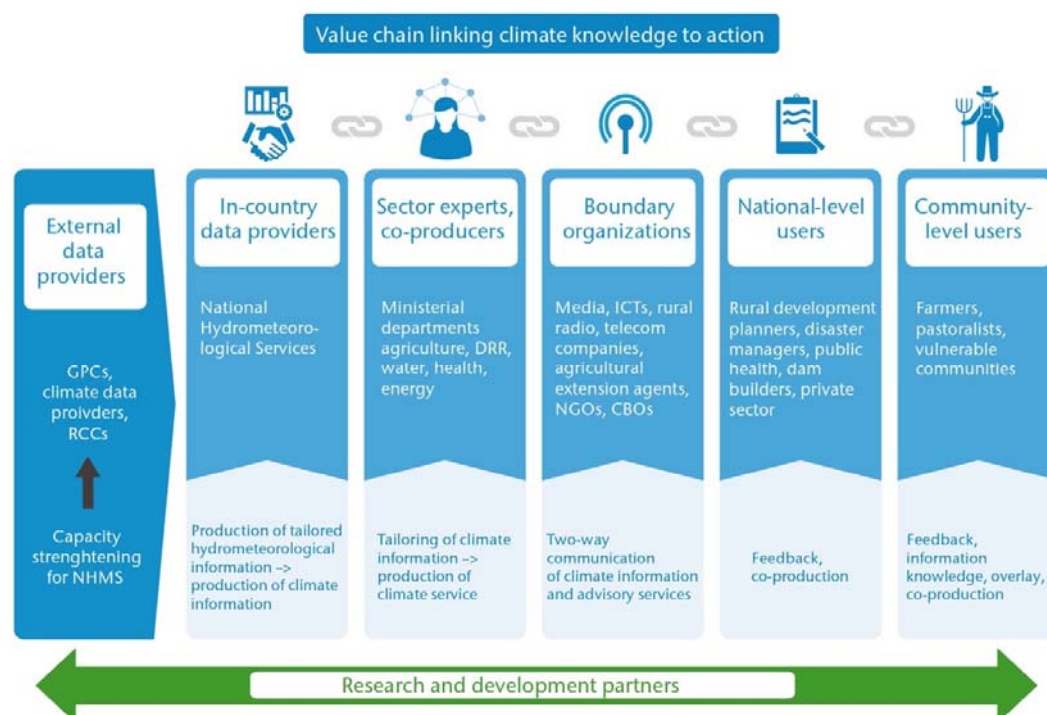 Value chain linking climate knowledge to action
External
data
providers
GPCs,
climate data
proivders,
RCCs
Capacity
strenghtening
for NHMS
In-country
data providers
National
Hydrometeoro-
logical Services
Production of tailored
hydrometeorological
information –>
production of climate
information
Sector experts,
co-producers
Ministerial
departments
agriculture, DRR,
water, health,
energy
Tailoring of climate
information –>
production of
climate service
Boundary
organizations
Media, ICTs, rural
radio, telecom
companies,
agricultural
extension agents,
NGOs, CBOs
Two-way
communication
of climate information
and advisory services
National-level
users
Rural development
planners, disaster
managers, public
health, dam
builders, private
sector
Feedback,
co-production
Community-
level users
Farmers,
pastoralists,
vulnerable
communities
Feedback,
information
knowledge, overlay,
co-production
Research and development partners